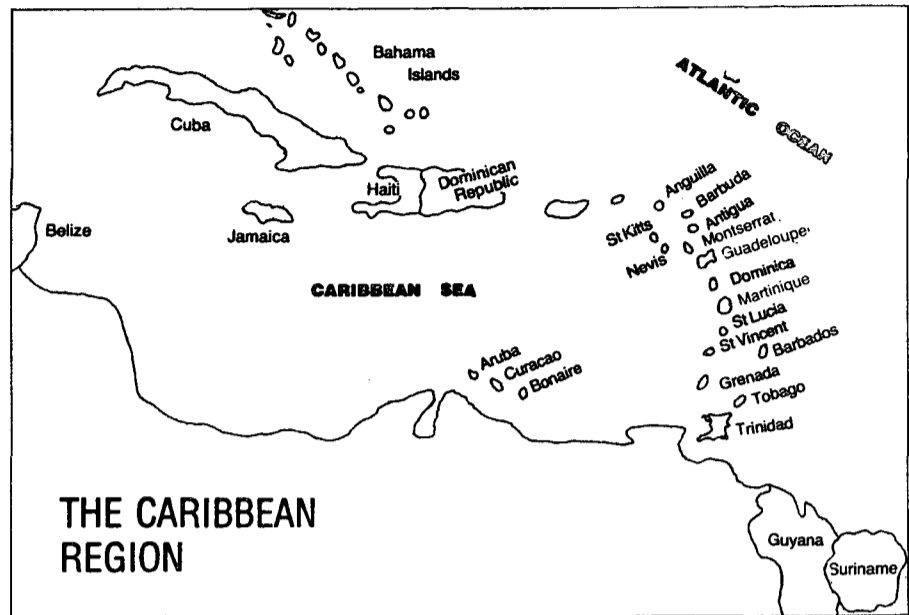 Bahama
Islands
ATLANTIC
OCEAN
Cuba
Haiti
Dominican
Republic
Anguilla
Barbuda
Antigua
Montserrat
Guadeloupe
St Kitts
Nevis
Belize
Jamaica
Dominica
Martinique
St Lucia
St Vincent
Barbados
CARIBBEAN SEA
Aruba
Curacao
Bonaire
Grenada
Tobago
Trinidad
THE CARIBBEAN
REGION
Guyana
Suriname